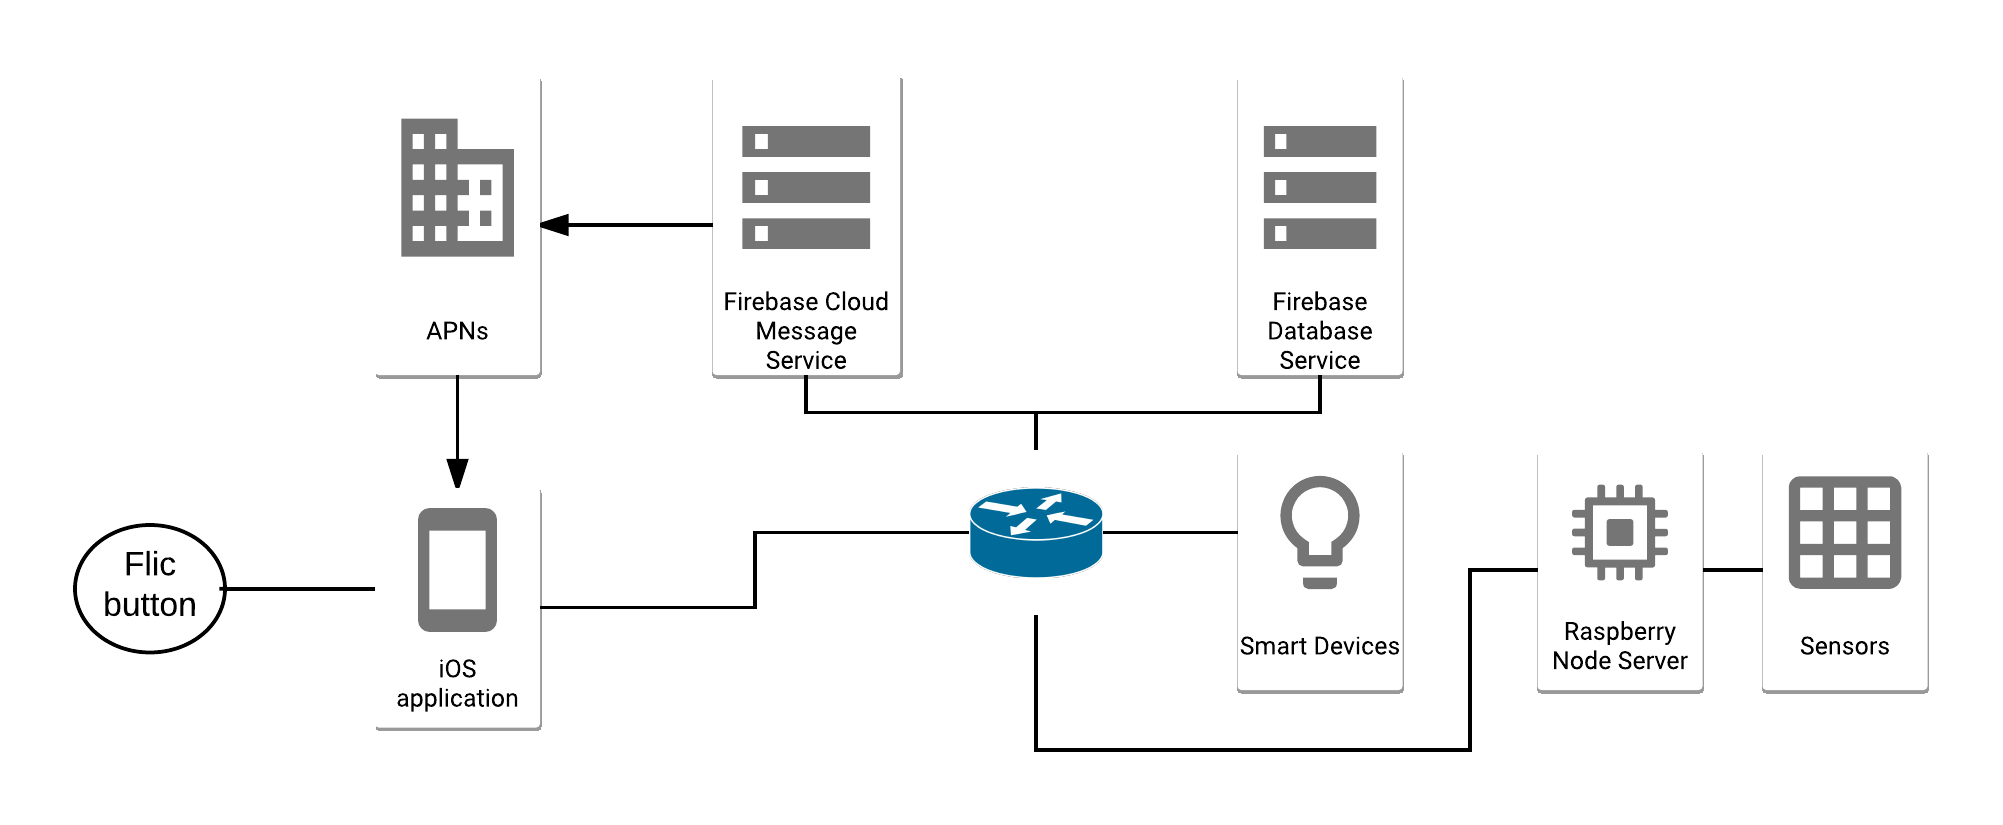 APNs
Firebase Cloud
Message
Service
Firebase
Database
Service
Flic
button
iOS
application
Smart Devices
Raspberry
Node Server
Sensors